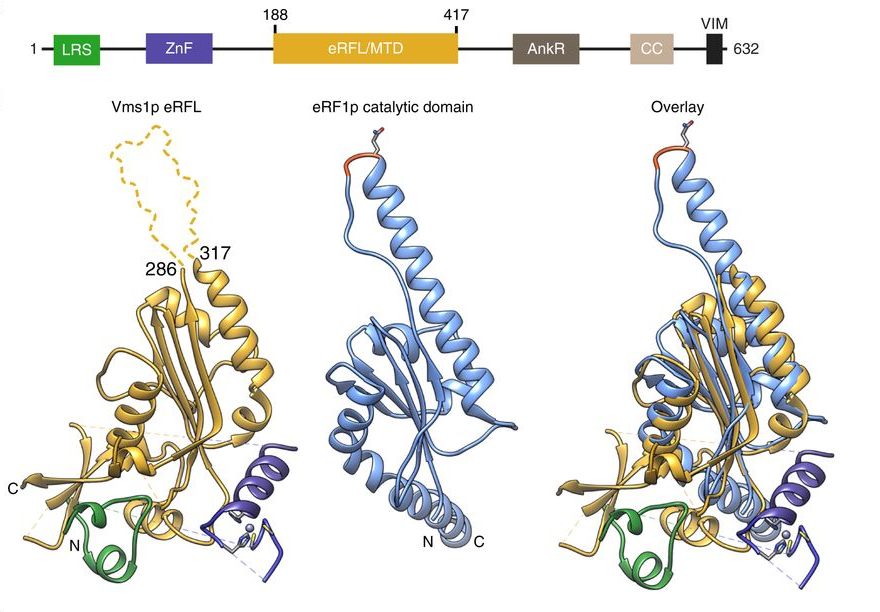 188 417 VIM
1 LRS ZnF eRFL/MTD AnkR CC 632
Vms1p eRFL eRF1p catalytic domain Overlay
317
286
C
N N C